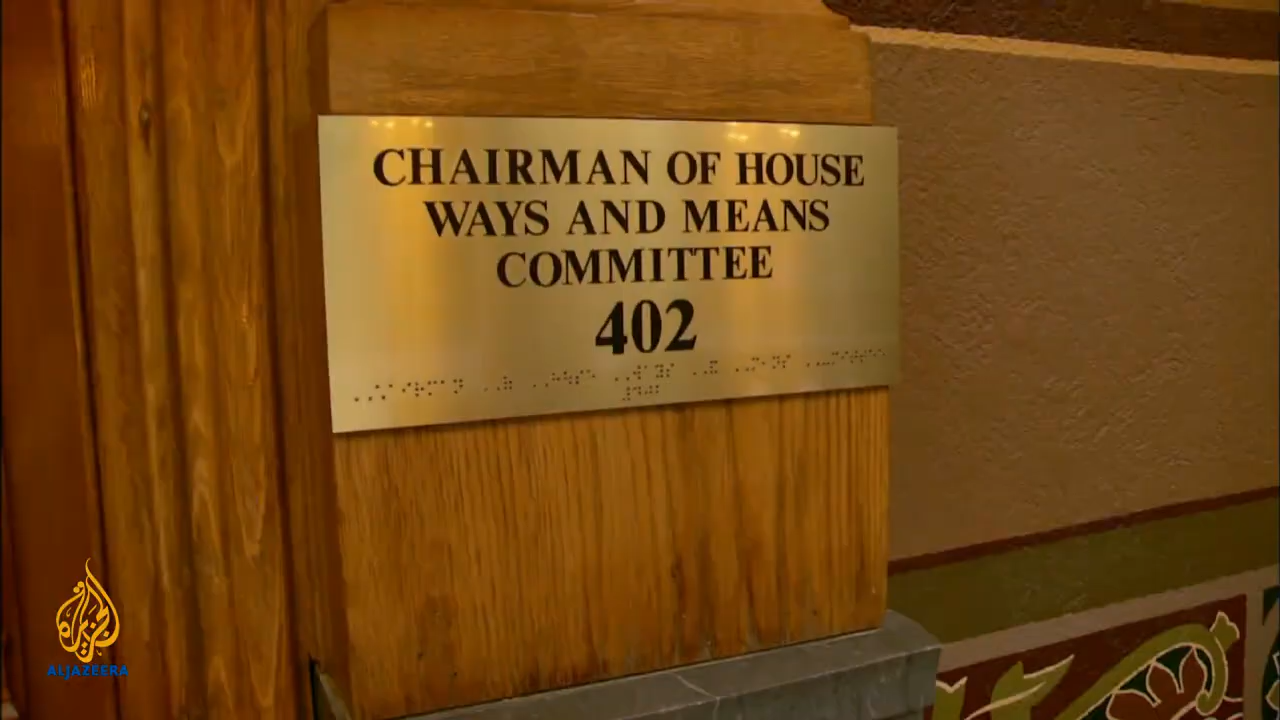 CHAIRMAN OF HOUSE
WAYS AND MEANS
COMMITTEE
402
ALJAZEERA